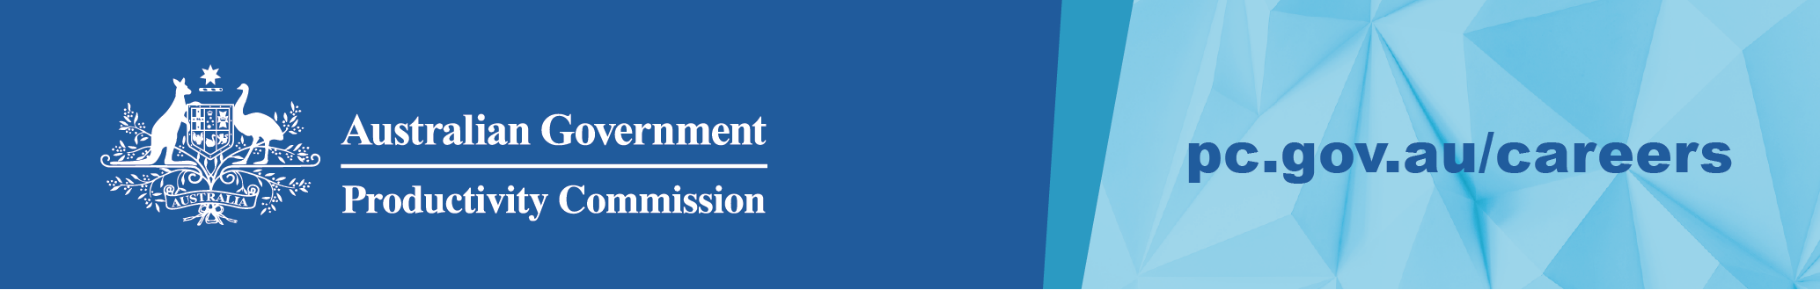 Australian Government
Productivity Commission
AUSTRALIA
pc.gov.au/careers